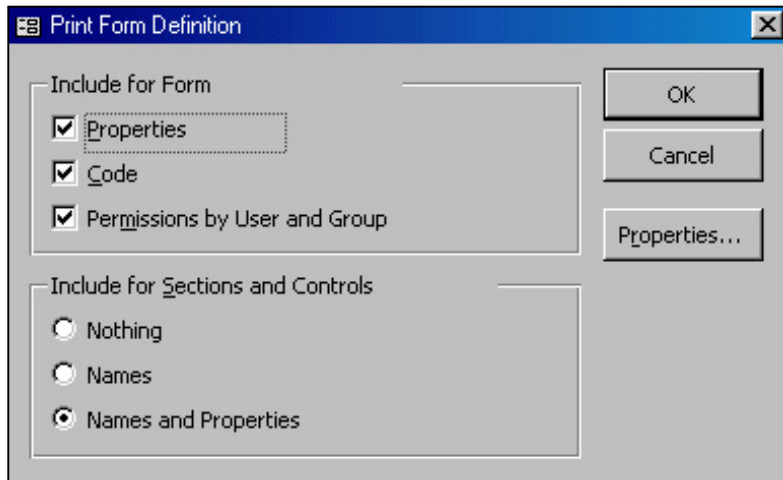 Print Form Definition
Include for Form
Properties
Code
Permissions by User and Group
OK
Cancel
Properties...
Include for Sections and Controls
Nothing
Names
Names and Properties